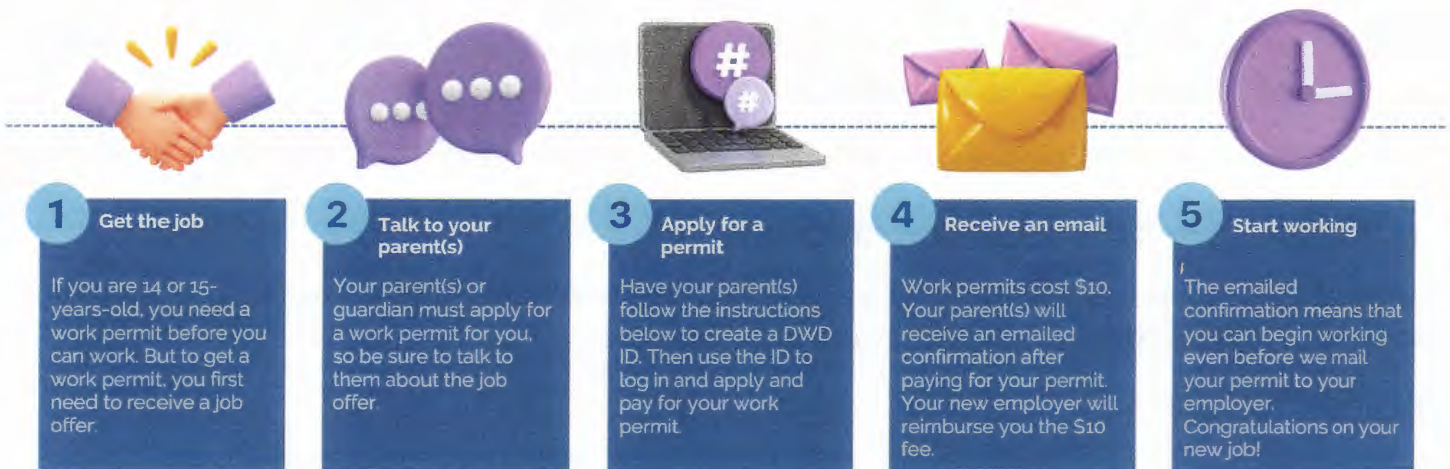 #
#
1
Get the job
If you are 14 or 15-
years-old, you need a
work permit before you
can work. But to get a
work permit, you first
need to receive a job
offer.
2
Talk to your
parent(s)
Your parent(s) or
guardian must apply for
a work permit for you,
so be sure to talk to
them about the job
offer.
3
Apply for a
permit
Have your parent(s)
follow the instructions
below to create a DWD
ID. Then use the ID to
log in and apply and
pay for your work
permit.
4
Receive an email
Work permits cost $10.
Your parent(s) will
receive an emailed
confirmation after
paying for your permit.
Your new employer will
reimburse you the $10
fee.
5
Start working
The emailed
confirmation means that
you can begin working
even before we mail
your permit to your
employer.
Congratulations on your
new job!